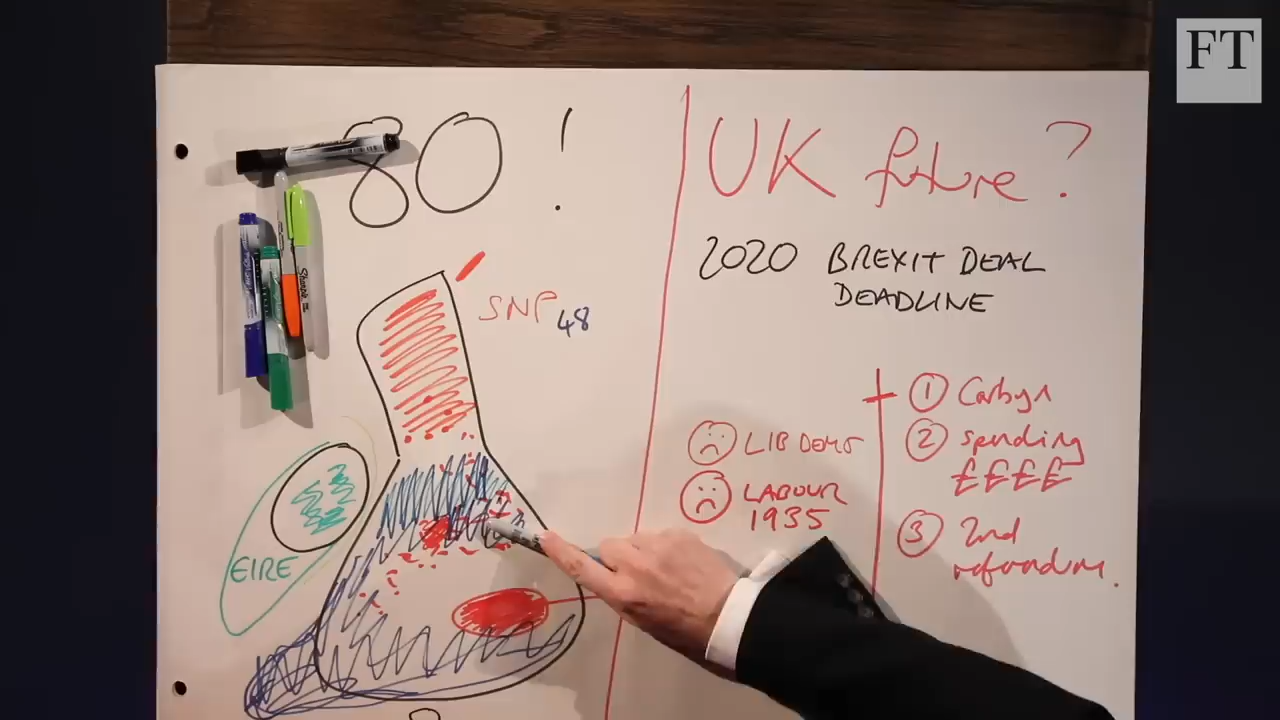 FT
80!
UK future?
2020 BREXIT DEAL
DEADLINE
SNP 48
① Corbyn
② spending
££££
③ 2nd
referendum.
LIB DEMS
LABOUR
1935
EIRE
Sharpie